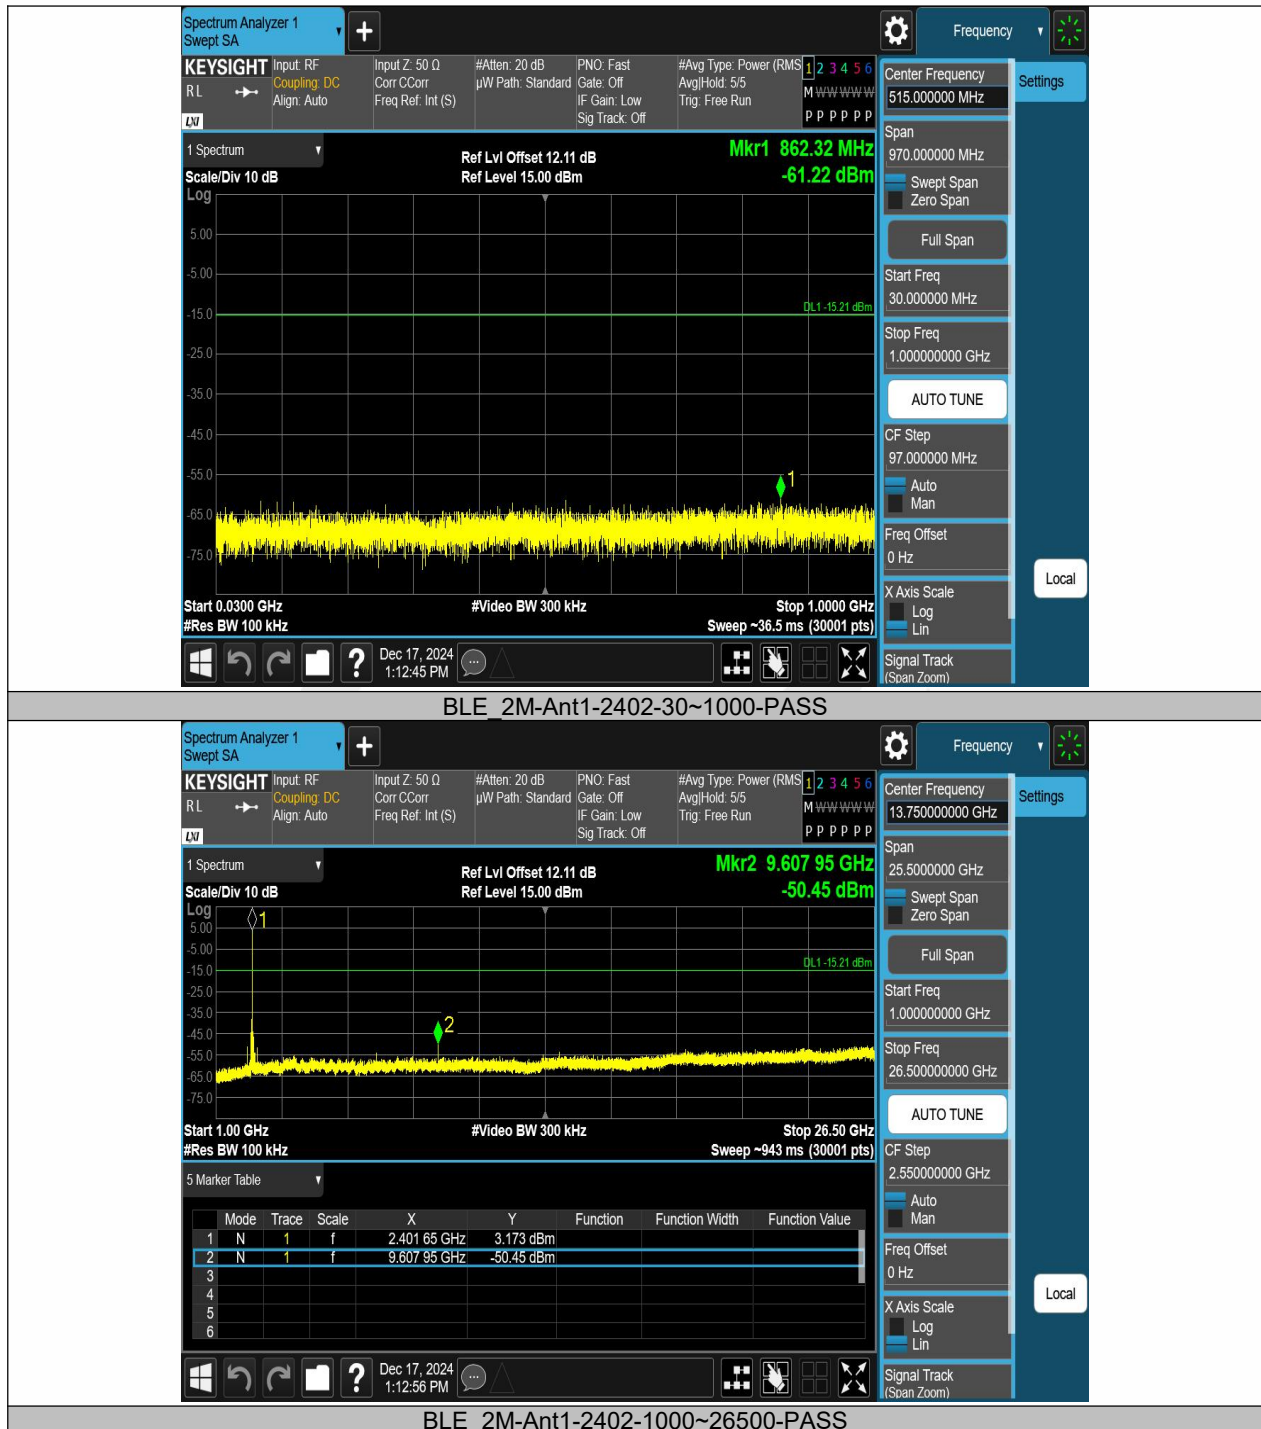 Spectrum Analyzer 1
Swept SA
Frequency
KEYSIGHT
R L
LXI
Input: RF
Coupling: DC
Align: Auto
Input Z: 50 Ω
Corr CCorr
Freq Ref: Int (S)
#Atten: 20 dB
µW Path: Standard
PNO: Fast
Gate: Off
IF Gain: Low
Sig Track: Off
#Avg Type: Power (RMS
Avg|Hold: 5/5
Trig: Free Run
1 2 3 4 5 6
M W W W W W
P P P P P P
1 Spectrum
Scale/Div 10 dB
Log
Ref Lvl Offset 12.11 dB
Ref Level 15.00 dBm
Mkr1 862.32 MHz
-61.22 dBm
5.00
-5.00
-15.0
-25.0
-35.0
-45.0
-55.0
-65.0
-75.0
DL1 -15.21 dBm
1
Start 0.0300 GHz
#Res BW 100 kHz
#Video BW 300 kHz
Stop 1.0000 GHz
Sweep ~36.5 ms (30001 pts)
?
Dec 17, 2024
1:12:45 PM
Center Frequency
515.000000 MHz
Span
970.000000 MHz
Swept Span
Zero Span
Full Span
Start Freq
30.000000 MHz
Stop Freq
1.000000000 GHz
AUTO TUNE
CF Step
97.000000 MHz
Auto
Man
Freq Offset
0 Hz
X Axis Scale
Log
Lin
Signal Track
(Span Zoom)
Settings
Local
BLE_2M-Ant1-2402-30~1000-PASS
Spectrum Analyzer 1
Swept SA
Frequency
KEYSIGHT
R L
LXI
Input: RF
Coupling: DC
Align: Auto
Input Z: 50 Ω
Corr CCorr
Freq Ref: Int (S)
#Atten: 20 dB
µW Path: Standard
PNO: Fast
Gate: Off
IF Gain: Low
Sig Track: Off
#Avg Type: Power (RMS
Avg|Hold: 5/5
Trig: Free Run
1 2 3 4 5 6
M W W W W W
P P P P P P
1 Spectrum
Scale/Div 10 dB
Log
Ref Lvl Offset 12.11 dB
Ref Level 15.00 dBm
Mkr2 9.607 95 GHz
-50.45 dBm
5.00
-5.00
-15.0
-25.0
-35.0
-45.0
-55.0
-65.0
-75.0
DL1 -15.21 dBm
1
2
Start 1.00 GHz
#Res BW 100 kHz
#Video BW 300 kHz
Stop 26.50 GHz
Sweep ~943 ms (30001 pts)
5 Marker Table
Mode Trace Scale X Y Function Function Width Function Value
1 N 1 f 2.401 65 GHz 3.173 dBm
2 N 1 f 9.607 95 GHz -50.45 dBm
3
4
5
6
?
Dec 17, 2024
1:12:56 PM
Center Frequency
13.750000000 GHz
Span
25.5000000 GHz
Swept Span
Zero Span
Full Span
Start Freq
1.000000000 GHz
Stop Freq
26.500000000 GHz
AUTO TUNE
CF Step
2.550000000 GHz
Auto
Man
Freq Offset
0 Hz
X Axis Scale
Log
Lin
Signal Track
(Span Zoom)
Settings
Local
BLE_2M-Ant1-2402-1000~26500-PASS